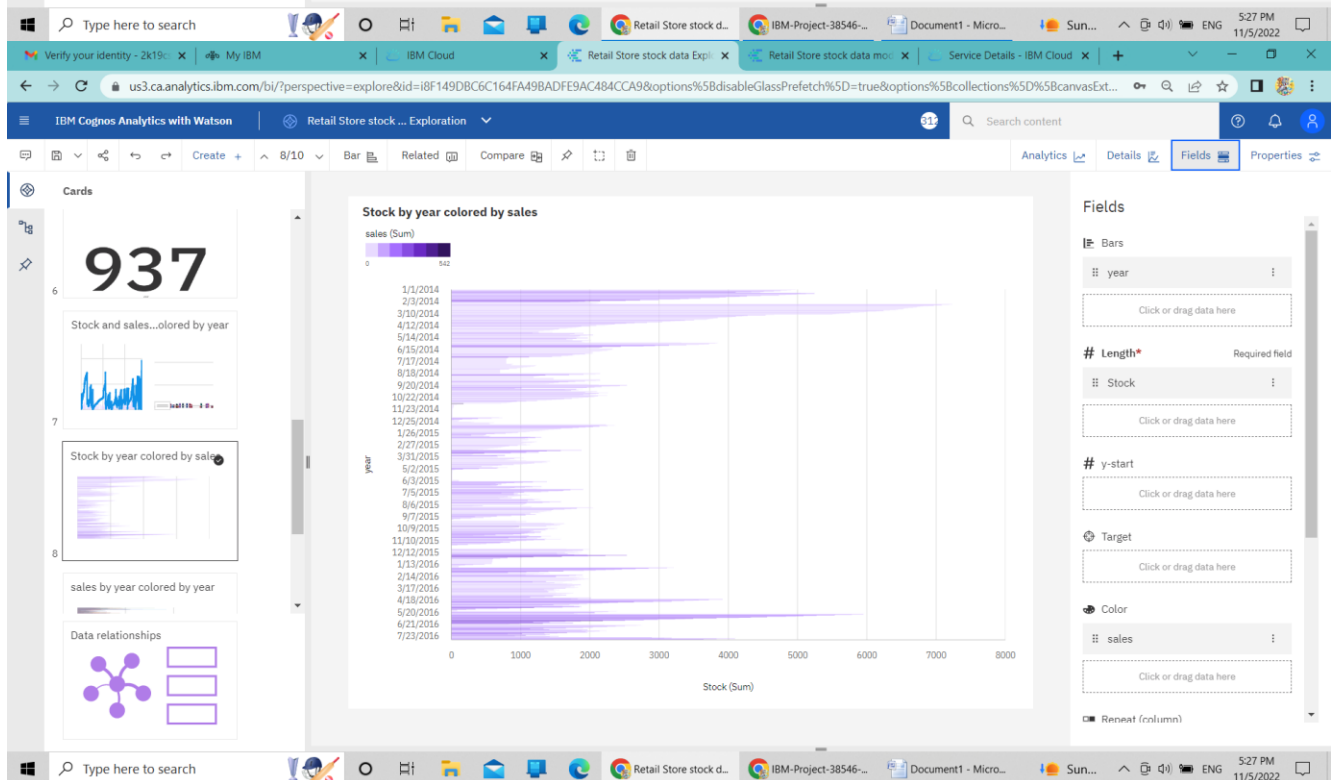 Type here to search
Retail Store stock d...
IBM-Project-38546-...
Document1 - Micro...
Sun...
ENG
5:27 PM
11/5/2022
Verify your identity - 2k19c
My IBM
IBM Cloud
Retail Store stock data Expl
Retail Store stock data mod
Service Details - IBM Cloud
us3.ca.analytics.ibm.com/bi/?perspective=explore&id=i8F149DBC6C164FA49BADFE9AC484CCA9&options%5BdisableGlassPrefetch%5D=true&options%5Bcollections%5D%5BcanvasExt...
IBM Cognos Analytics with Watson
Retail Store stock ... Exploration
312
Search content
Create +
8/10
Bar
Related
Compare
Analytics
Details
Fields
Properties
Cards
937
6
Stock and sales...olored by year
7
Stock by year colored by sales
8
sales by year colored by year
Data relationships
Stock by year colored by sales
sales (Sum)
0
542
1/1/2014
2/3/2014
3/10/2014
4/12/2014
5/14/2014
6/15/2014
7/17/2014
8/18/2014
9/20/2014
10/22/2014
11/23/2014
12/25/2014
1/26/2015
2/27/2015
3/31/2015
5/2/2015
6/3/2015
7/5/2015
8/6/2015
9/7/2015
10/9/2015
11/10/2015
12/12/2015
1/13/2016
2/14/2016
3/17/2016
4/18/2016
5/20/2016
6/21/2016
7/23/2016
year
0 1000 2000 3000 4000 5000 6000 7000 8000
Stock (Sum)
Fields
Bars
year
Click or drag data here
# Length*
Required field
Stock
Click or drag data here
# y-start
Click or drag data here
Target
Click or drag data here
Color
sales
Click or drag data here
Repeat (column)
Type here to search
Retail Store stock d...
IBM-Project-38546-...
Document1 - Micro...
Sun...
ENG
5:27 PM
11/5/2022